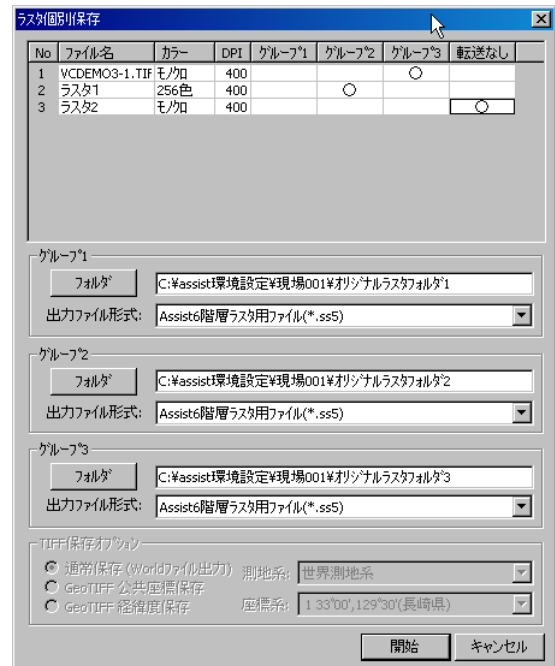 ラスタ個別保存
No ファイル名 カラー DPI グループ1 グループ2 グループ3 転送なし
1 VCDEMO3-1.TIF モノクロ 400 ○
2 ラスタ1 256色 400 ○
3 ラスタ2 モノクロ 400 ○
グループ1
フォルダ C:¥assist環境設定¥現場001¥オリジナルラスタフォルダ1
出力ファイル形式: Assist6階層ラスタ用ファイル(*.ss5)
グループ2
フォルダ C:¥assist環境設定¥現場001¥オリジナルラスタフォルダ2
出力ファイル形式: Assist6階層ラスタ用ファイル(*.ss5)
グループ3
フォルダ C:¥assist環境設定¥現場001¥オリジナルラスタフォルダ3
出力ファイル形式: Assist6階層ラスタ用ファイル(*.ss5)
TIFF保存オプション
通常保存(Worldファイル出力) 測地系: 世界測地系
GeoTIFF 公共座標保存
GeoTIFF 経緯度保存 座標系: 1 33°00',129°30'(長崎県)
開始 キャンセル